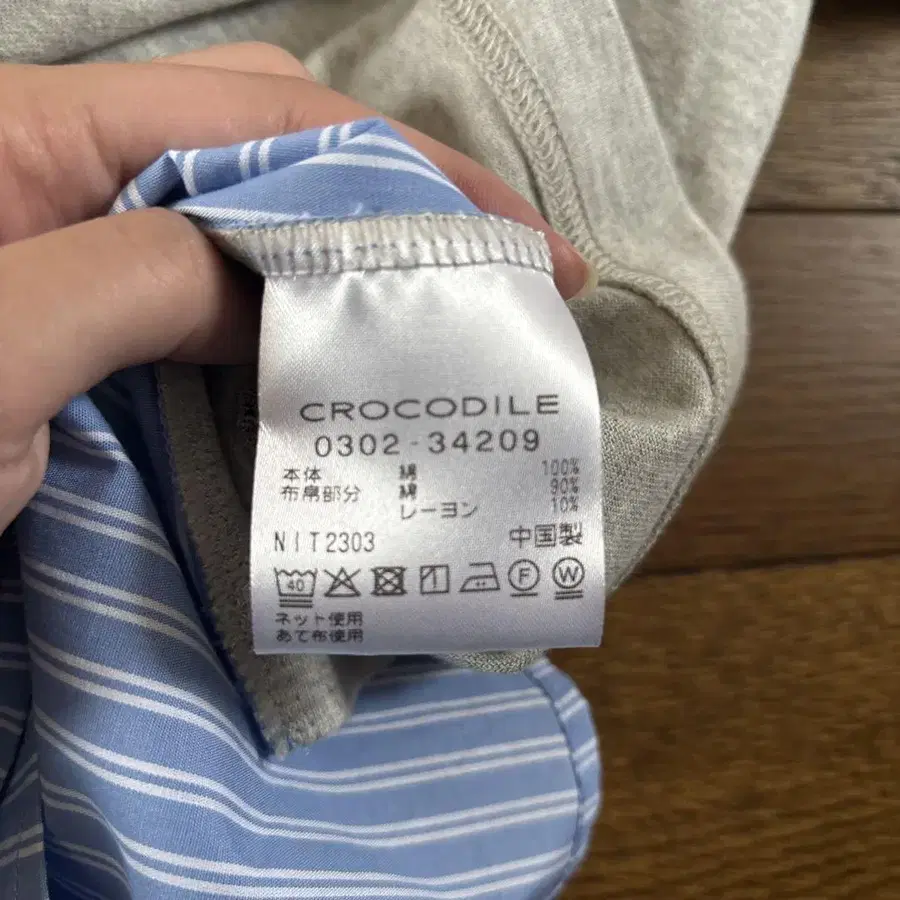 CROCODILE
0302-34209
本体 綿 100%
布帛部分 綿 90%
レーヨン 10%
NIT2303 中国製
40 F W
ネット使用
あて布使用